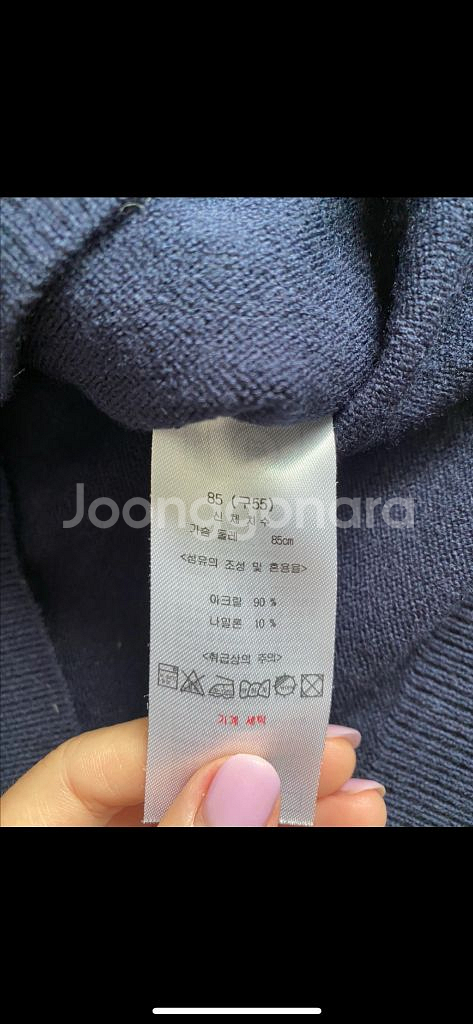 85 (구55)
신 체 치 수
가슴 둘레 85cm
<섬유의 조성 및 혼용율>
아크릴 90 %
나일론 10 %
<취급상의 주의>
기계 세탁
Joonggonara